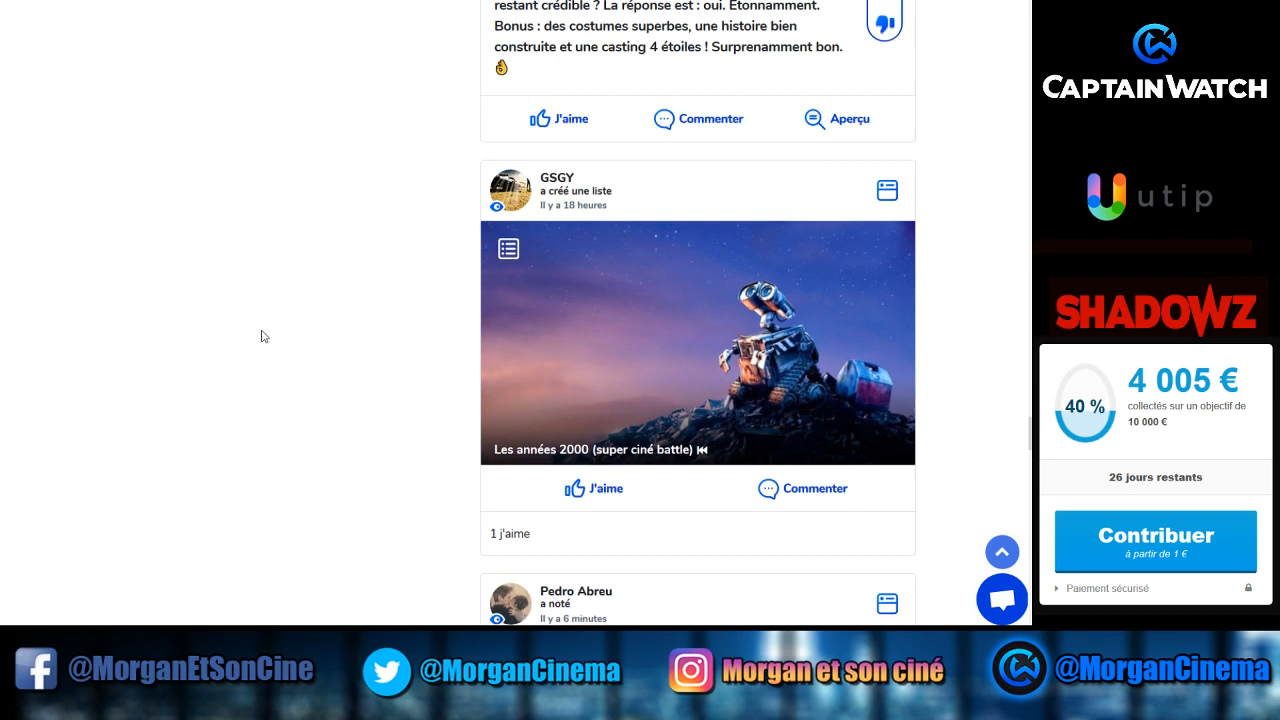 restant crédible ? La réponse est : oui. Etonnamment.
Bonus : des costumes superbes, une histoire bien
construite et une casting 4 étoiles ! Surprenamment bon.
👌
J'aime
Commenter
Aperçu
GSGY
a créé une liste
Il y a 18 heures
Les années 2000 (super ciné battle) ⏮
J'aime
Commenter
1 j'aime
Pedro Abreu
a noté
Il y a 6 minutes
CAPTAINWATCH
utip
SHADOWZ
40 %
4 005 €
collectés sur un objectif de
10 000 €
26 jours restants
Contribuer
à partir de 1 €
Paiement sécurisé
@MorganEtSonCine
@MorganCinema
Morgan et son ciné
@MorganCinema